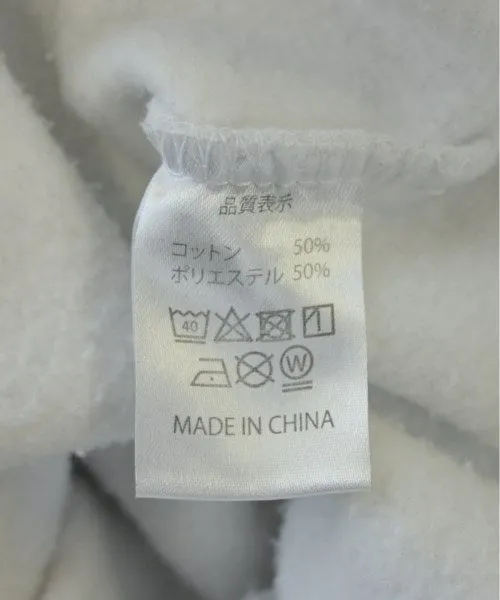 品質表示
コットン 50%
ポリエステル 50%
40
W
MADE IN CHINA